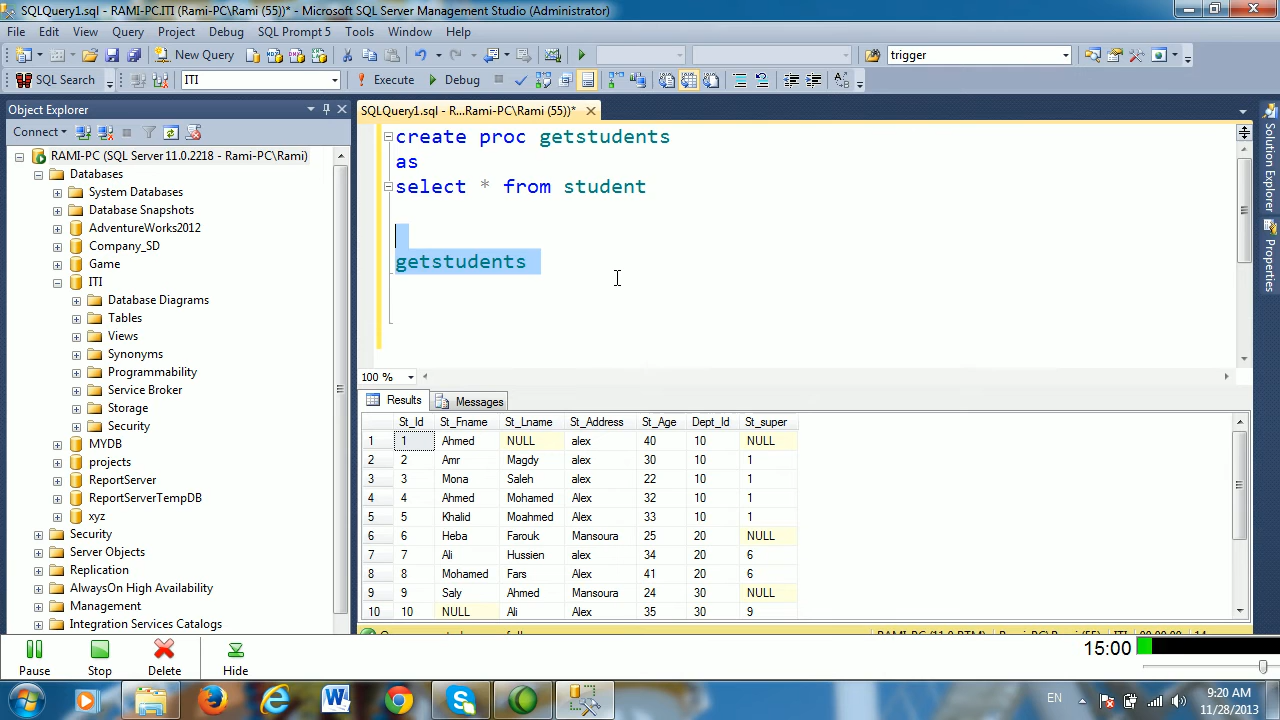 SQLQuery1.sql - RAMI-PC.ITI (Rami-PC\Rami (55))* - Microsoft SQL Server Management Studio (Administrator)
File Edit View Query Project Debug SQL Prompt 5 Tools Window Help
New Query trigger
SQL Search ITI Execute Debug
Object Explorer
Connect
RAMI-PC (SQL Server 11.0.2218 - Rami-PC\Rami)
Databases
System Databases
Database Snapshots
AdventureWorks2012
Company_SD
Game
ITI
Database Diagrams
Tables
Views
Synonyms
Programmability
Service Broker
Storage
Security
MYDB
projects
ReportServer
ReportServerTempDB
xyz
Security
Server Objects
Replication
AlwaysOn High Availability
Management
Integration Services Catalogs
SQLQuery1.sql - R...Rami-PC\Rami (55))*
create proc getstudents
as
select * from student
getstudents
100 %
Results Messages
St_Id St_Fname St_Lname St_Address St_Age Dept_Id St_super
1 1 Ahmed NULL alex 40 10 NULL
2 2 Amr Magdy alex 30 10 1
3 3 Mona Saleh alex 22 10 1
4 4 Ahmed Mohamed Alex 32 10 1
5 5 Khalid Moahmed Alex 33 10 1
6 6 Heba Farouk Mansoura 25 20 NULL
7 7 Ali Hussien alex 34 20 6
8 8 Mohamed Fars Alex 41 20 6
9 9 Saly Ahmed Mansoura 24 30 NULL
10 10 NULL Ali Alex 35 30 9
Solution Explorer
Properties
Pause Stop Delete Hide
15:00
EN
9:20 AM
11/28/2013